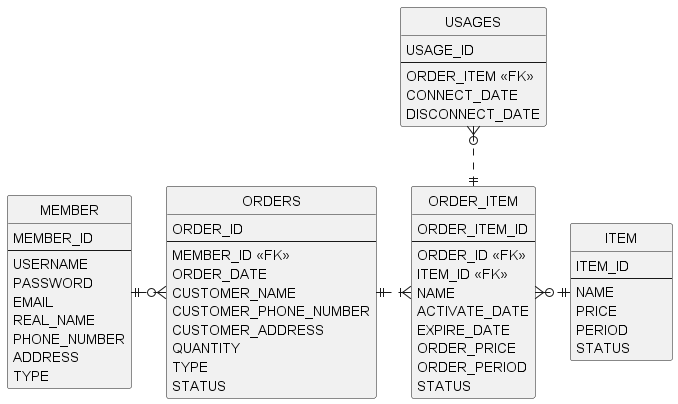 USAGES
USAGE_ID
ORDER_ITEM «FK»
CONNECT_DATE
DISCONNECT_DATE
MEMBER
MEMBER_ID
USERNAME
PASSWORD
EMAIL
REAL_NAME
PHONE_NUMBER
ADDRESS
TYPE
ORDERS
ORDER_ID
MEMBER_ID «FK»
ORDER_DATE
CUSTOMER_NAME
CUSTOMER_PHONE_NUMBER
CUSTOMER_ADDRESS
QUANTITY
TYPE
STATUS
ORDER_ITEM
ORDER_ITEM_ID
ORDER_ID «FK»
ITEM_ID «FK»
NAME
ACTIVATE_DATE
EXPIRE_DATE
ORDER_PRICE
ORDER_PERIOD
STATUS
ITEM
ITEM_ID
NAME
PRICE
PERIOD
STATUS